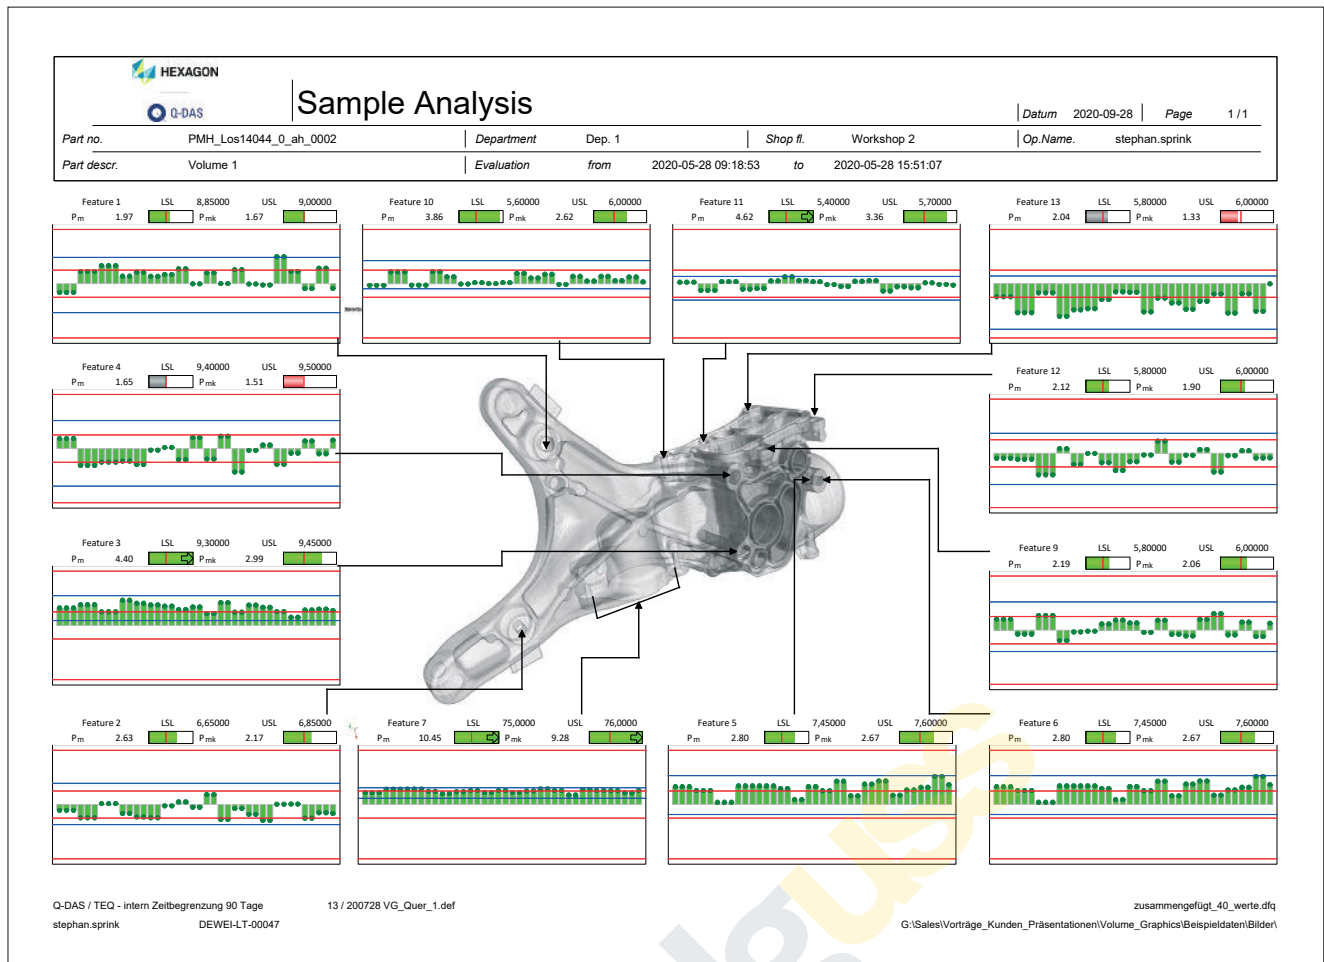 HEXAGON
Q-DAS
Sample Analysis
Datum 2020-09-28 Page 1 / 1
Part no. PMH_Los14044_0_ah_0002 Department Dep. 1 Shop fl. Workshop 2 Op.Name. stephan.sprink
Part descr. Volume 1 Evaluation from 2020-05-28 09:18:53 to 2020-05-28 15:51:07
Feature 1 LSL 8,85000 USL 9,00000
Pm 1.97 Pmk 1.67
Feature 10 LSL 5,60000 USL 6,00000
Pm 3.86 Pmk 2.62
Feature 11 LSL 5,40000 USL 5,70000
Pm 4.62 Pmk 3.36
Feature 13 LSL 5,80000 USL 6,00000
Pm 2.04 Pmk 1.33
Feature 4 LSL 9,40000 USL 9,50000
Pm 1.65 Pmk 1.51
Feature 12 LSL 5,80000 USL 6,00000
Pm 2.12 Pmk 1.90
Feature 3 LSL 9,30000 USL 9,45000
Pm 4.40 Pmk 2.99
Feature 9 LSL 5,80000 USL 6,00000
Pm 2.19 Pmk 2.06
Feature 2 LSL 6,65000 USL 6,85000
Pm 2.63 Pmk 2.17
Feature 7 LSL 75,0000 USL 76,0000
Pm 10.45 Pmk 9.28
Feature 5 LSL 7,45000 USL 7,60000
Pm 2.80 Pmk 2.67
Feature 6 LSL 7,45000 USL 7,60000
Pm 2.80 Pmk 2.67
Q-DAS / TEQ - intern Zeitbegrenzung 90 Tage 13 / 200728 VG_Quer_1.def zusammengefügt_40_werte.dfq
stephan.sprink DEWEI-LT-00047 G:\Sales\Vorträge_Kunden_Präsentationen\Volume_Graphics\Beispieldaten\Bilder\